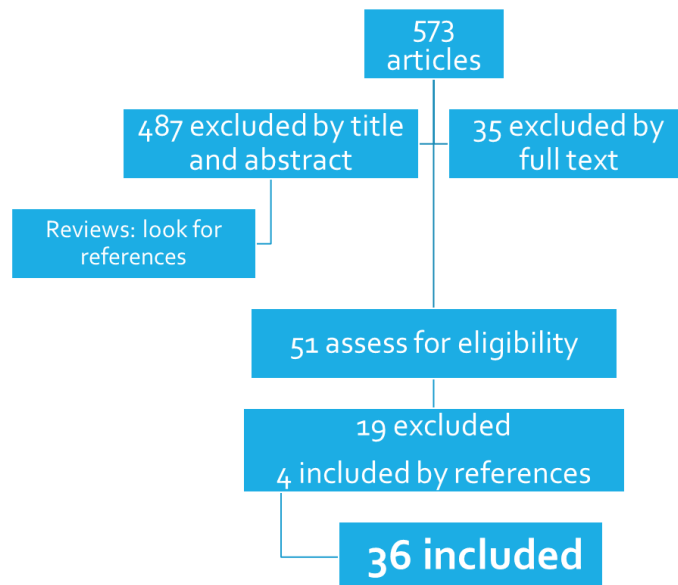 573
articles
487 excluded by title
and abstract
35 excluded by
full text
Reviews: look for
references
51 assess for eligibility
19 excluded
4 included by references
36 included